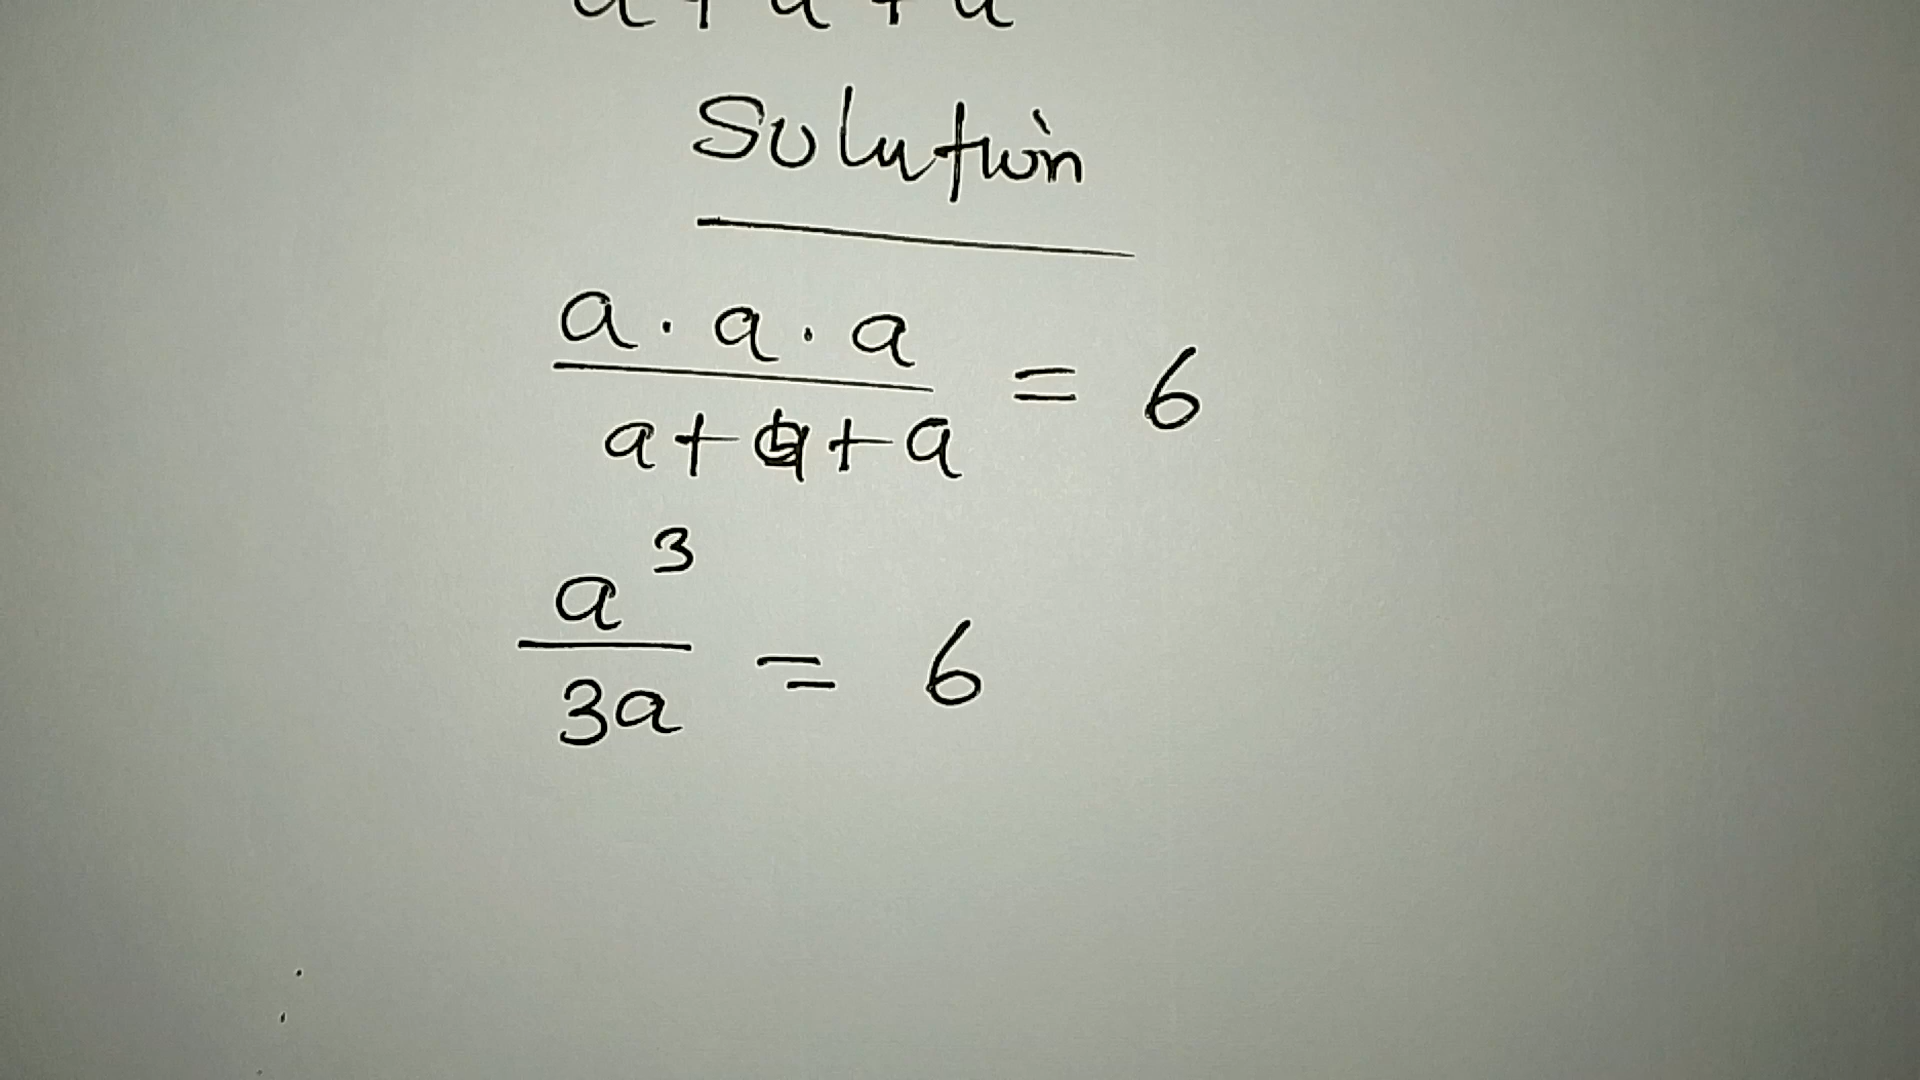 a + a + a
Solution
a . a . a
= 6
a + a + a
a³
= 6
3a